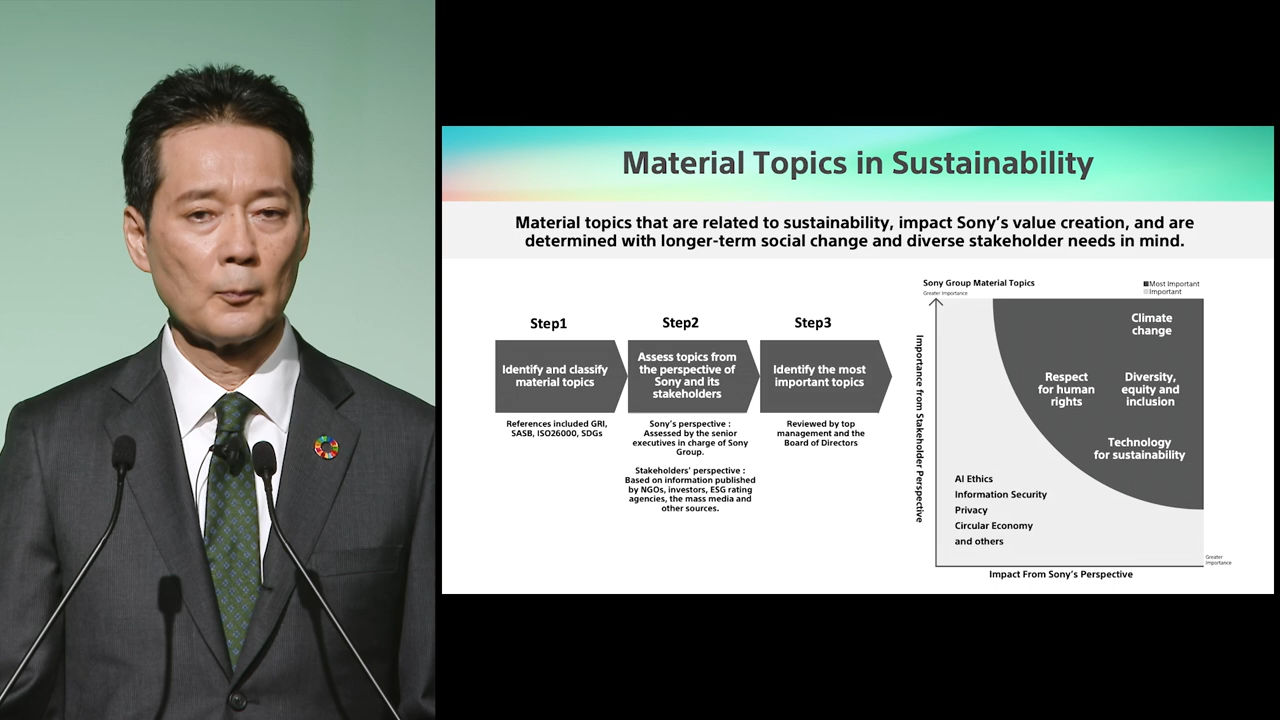 Material Topics in Sustainability
Material topics that are related to sustainability, impact Sony's value creation, and are
determined with longer-term social change and diverse stakeholder needs in mind.
Step1
Identify and classify
material topics
References included GRI,
SASB, ISO26000, SDGs
Step2
Assess topics from
the perspective of
Sony and its
stakeholders
Sony's perspective :
Assessed by the senior
executives in charge of Sony
Group.
Stakeholders' perspective :
Based on information published
by NGOs, investors, ESG rating
agencies, the mass media and
other sources.
Step3
Identify the most
important topics
Reviewed by top
management and the
Board of Directors
Sony Group Material Topics
Greater Importance
Most Important
Important
Importance from Stakeholder Perspective
Climate
change
Respect
for human
rights
Diversity,
equity and
inclusion
Technology
for sustainability
AI Ethics
Information Security
Privacy
Circular Economy
and others
Greater
Importance
Impact From Sony's Perspective